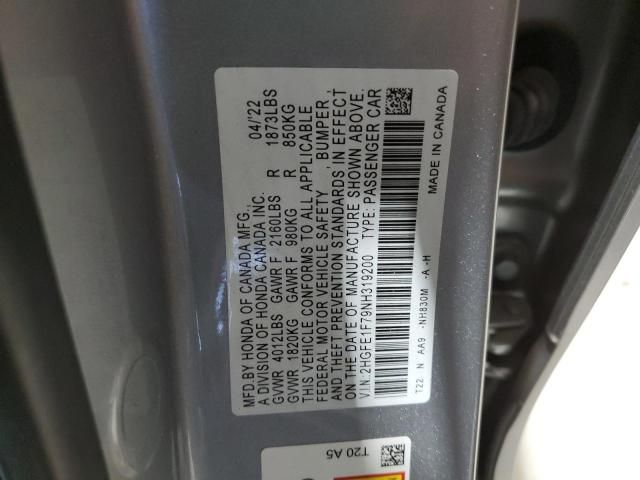 MFD.BY HONDA OF CANADA MFG.,
A DIVISION OF HONDA CANADA INC. 04/'22
GVWR 4012LBS GAWR F 2160LBS R 1873LBS
GVWR 1820KG GAWR F 980KG R 850KG
THIS VEHICLE CONFORMS TO ALL APPLICABLE
FEDERAL MOTOR VEHICLE SAFETY , BUMPER ,
AND THEFT PREVENTION STANDARDS IN EFFECT
ON THE DATE OF MANUFACTURE SHOWN ABOVE.
V.I.N. 2HGFE1F79NH319200 TYPE: PASSENGER CAR
T22 N AA9 -NH830M -A -H
MADE IN CANADA
T20 A5